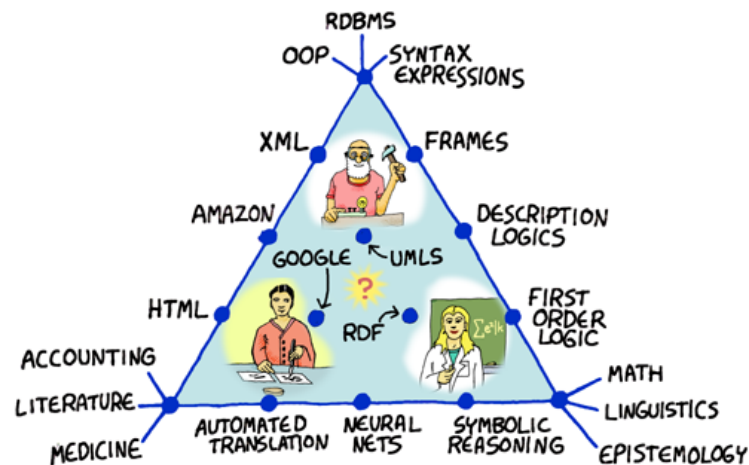 RDBMS
OOP
SYNTAX
EXPRESSIONS
XML
FRAMES
AMAZON
DESCRIPTION
LOGICS
GOOGLE
UMLS
?
HTML
RDF
∑e²/k
FIRST
ORDER
LOGIC
ACCOUNTING
LITERATURE
MEDICINE
AUTOMATED
TRANSLATION
NEURAL
NETS
SYMBOLIC
REASONING
MATH
LINGUISTICS
EPISTEMOLOGY